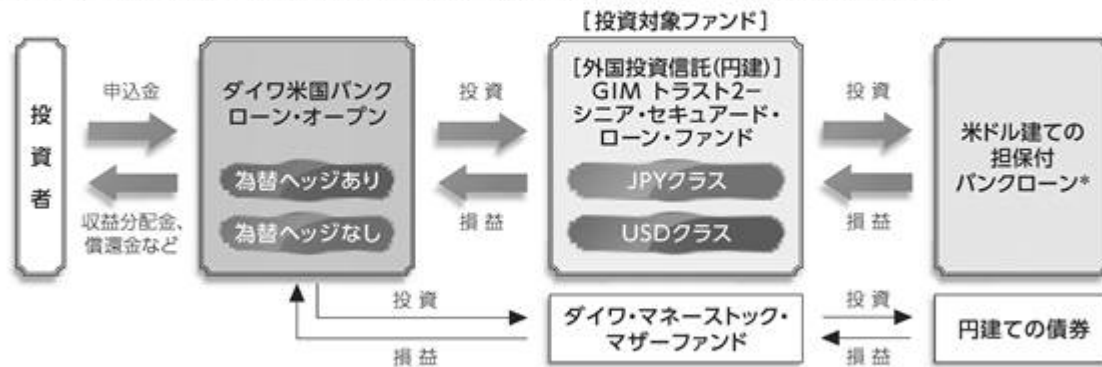 [投資対象ファンド]
投資者
申込金
収益分配金、
償還金など
ダイワ米国バンク
ローン・オープン
為替ヘッジあり
為替ヘッジなし
投資
損益
[外国投資信託(円建)]
GIM トラスト2－
シニア・セキュアード・
ローン・ファンド
JPYクラス
USDクラス
投資
損益
米ドル建ての
担保付
バンクローン*
投資
損益
ダイワ・マネーストック・
マザーファンド
投資
損益
円建ての債券